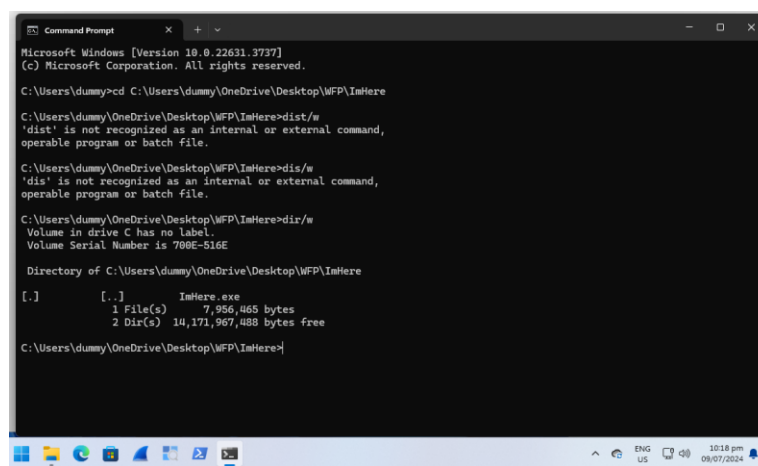 Command Prompt
Microsoft Windows [Version 10.0.22631.3737]
(c) Microsoft Corporation. All rights reserved.
C:\Users\dummy>cd C:\Users\dummy\OneDrive\Desktop\WFP\ImHere
C:\Users\dummy\OneDrive\Desktop\WFP\ImHere>dist/w
'dist' is not recognized as an internal or external command,
operable program or batch file.
C:\Users\dummy\OneDrive\Desktop\WFP\ImHere>dis/w
'dis' is not recognized as an internal or external command,
operable program or batch file.
C:\Users\dummy\OneDrive\Desktop\WFP\ImHere>dir/w
Volume in drive C has no label.
Volume Serial Number is 700E-516E
Directory of C:\Users\dummy\OneDrive\Desktop\WFP\ImHere
[.] [..] ImHere.exe
1 File(s) 7,956,465 bytes
2 Dir(s) 14,171,967,488 bytes free
C:\Users\dummy\OneDrive\Desktop\WFP\ImHere>
ENG 10:18 pm
US 09/07/2024